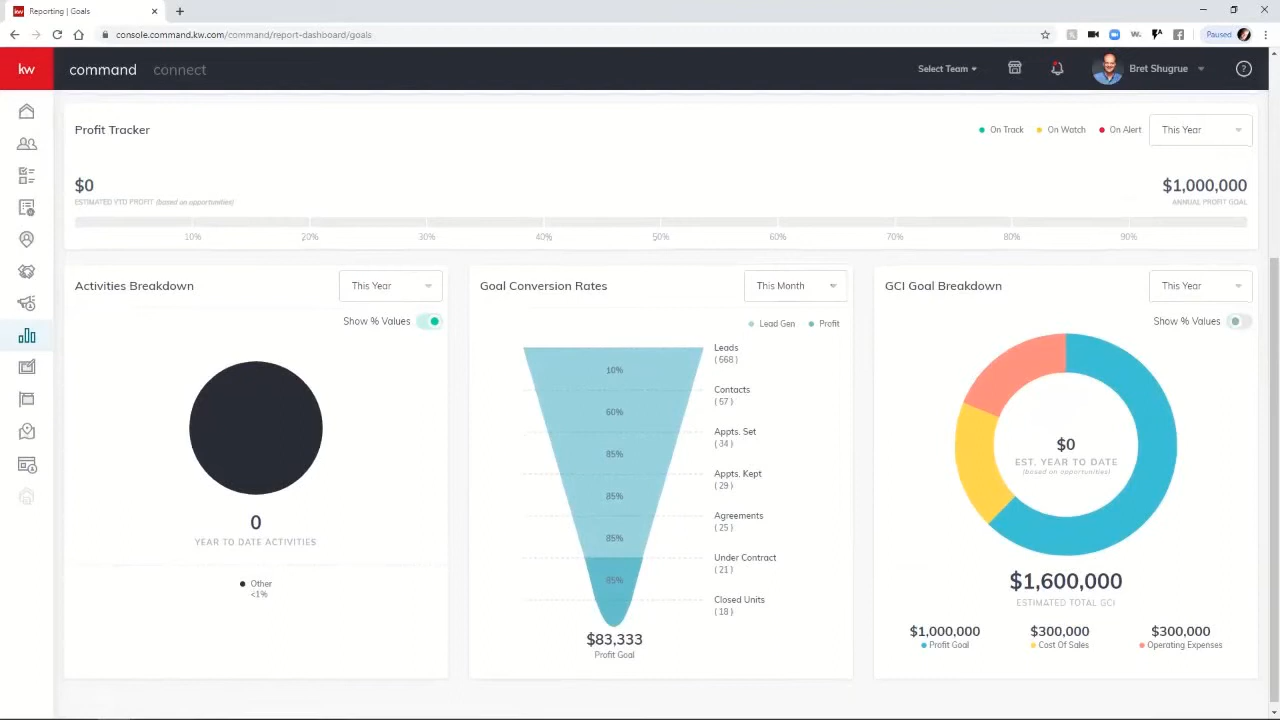 kw Reporting | Goals
console.command.kw.com/command/report-dashboard/goals
Paused
kw command connect
Select Team
Bret Shugrue
?
Profit Tracker
On Track On Watch On Alert
This Year
$0
ESTIMATED YTD PROFIT (based on opportunities)
$1,000,000
ANNUAL PROFIT GOAL
10% 20% 30% 40% 50% 60% 70% 80% 90%
Activities Breakdown
This Year
Show % Values
0
YEAR TO DATE ACTIVITIES
Other
<1%
Goal Conversion Rates
This Month
Lead Gen Profit
10%
60%
85%
85%
85%
85%
Leads
( 668 )
Contacts
( 57 )
Appts. Set
( 34 )
Appts. Kept
( 29 )
Agreements
( 25 )
Under Contract
( 21 )
Closed Units
( 18 )
$83,333
Profit Goal
GCI Goal Breakdown
This Year
Show % Values
$0
EST. YEAR TO DATE
(based on opportunities)
$1,600,000
ESTIMATED TOTAL GCI
$1,000,000
Profit Goal
$300,000
Cost Of Sales
$300,000
Operating Expenses